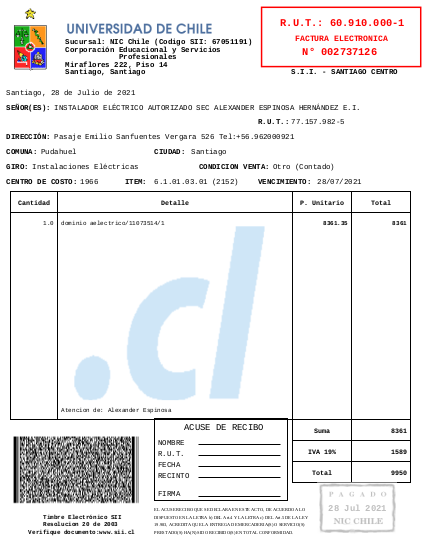 UNIVERSIDAD DE CHILE
Sucursal: NIC Chile (Codigo SII: 67051191)
Corporación Educacional y Servicios
Profesionales
Miraflores 222, Piso 14
Santiago, Santiago
R.U.T.: 60.910.000-1
FACTURA ELECTRONICA
N° 002737126
S.I.I. - SANTIAGO CENTRO
Santiago, 28 de Julio de 2021
SEÑOR(ES): INSTALADOR ELÉCTRICO AUTORIZADO SEC ALEXANDER ESPINOSA HERNÁNDEZ E.I.
R.U.T.: 77.157.982-5
DIRECCIÓN: Pasaje Emilio Sanfuentes Vergara 526 Tel:+56.962000921
COMUNA: Pudahuel CIUDAD: Santiago
GIRO: Instalaciones Eléctricas CONDICION VENTA: Otro (Contado)
CENTRO DE COSTO: 1966 ITEM: 6.1.01.03.01 (2152) VENCIMIENTO: 28/07/2021
Cantidad Detalle P. Unitario Total
1.0 dominio aelectrico/11073514/1 8361.35 8361
.cl
Atencion de: Alexander Espinosa
ACUSE DE RECIBO
NOMBRE
R.U.T.
FECHA
RECINTO
FIRMA
Suma 8361
IVA 19% 1589
Total 9950
PAGADO
28 Jul 2021
NIC CHILE
Timbre Electrónico SII
Resolucion 20 de 2003
Verifique documento:www.sii.cl
EL ACUSE DE RECIBO QUE SE DECLARA EN ESTE ACTO, DE ACUERDO A LO
DISPUESTO EN LA LETRA b) DEL Art.4 Y LA LETRA c) DEL Art.5 DE LA LEY
19.983, ACREDITA QUE LA ENTREGA DE MERCADERIA(S) O SERVICIO(S)
PRESTADO(S) HA(N) SIDO RECIBIDO(S) EN TOTAL CONFORMIDAD.